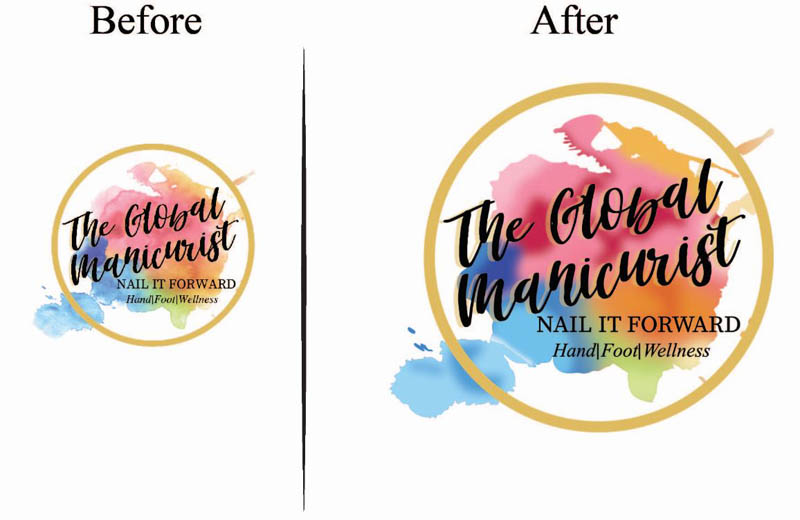 Before
The Global
Manicurist
NAIL IT FORWARD
Hand|Foot|Wellness
After
The Global
Manicurist
NAIL IT FORWARD
Hand|Foot|Wellness